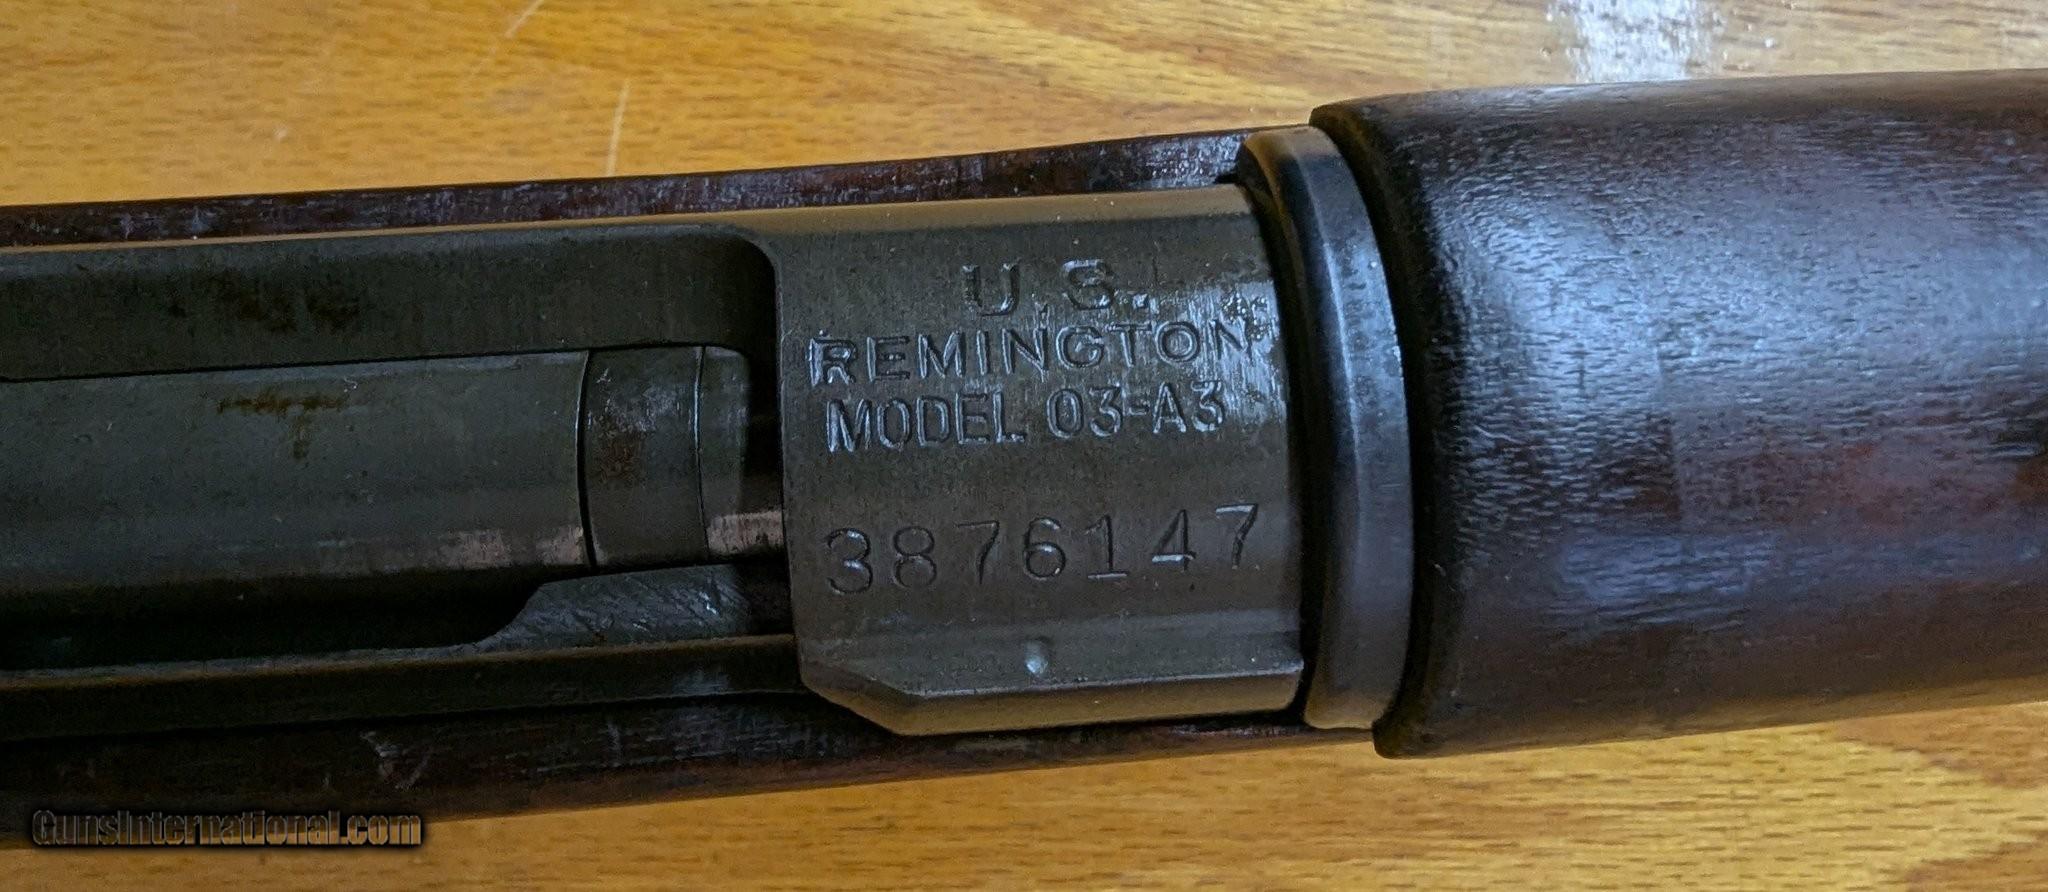 U.S.
REMINGTON
MODEL 03-A3
3876147
GunsInternational.com